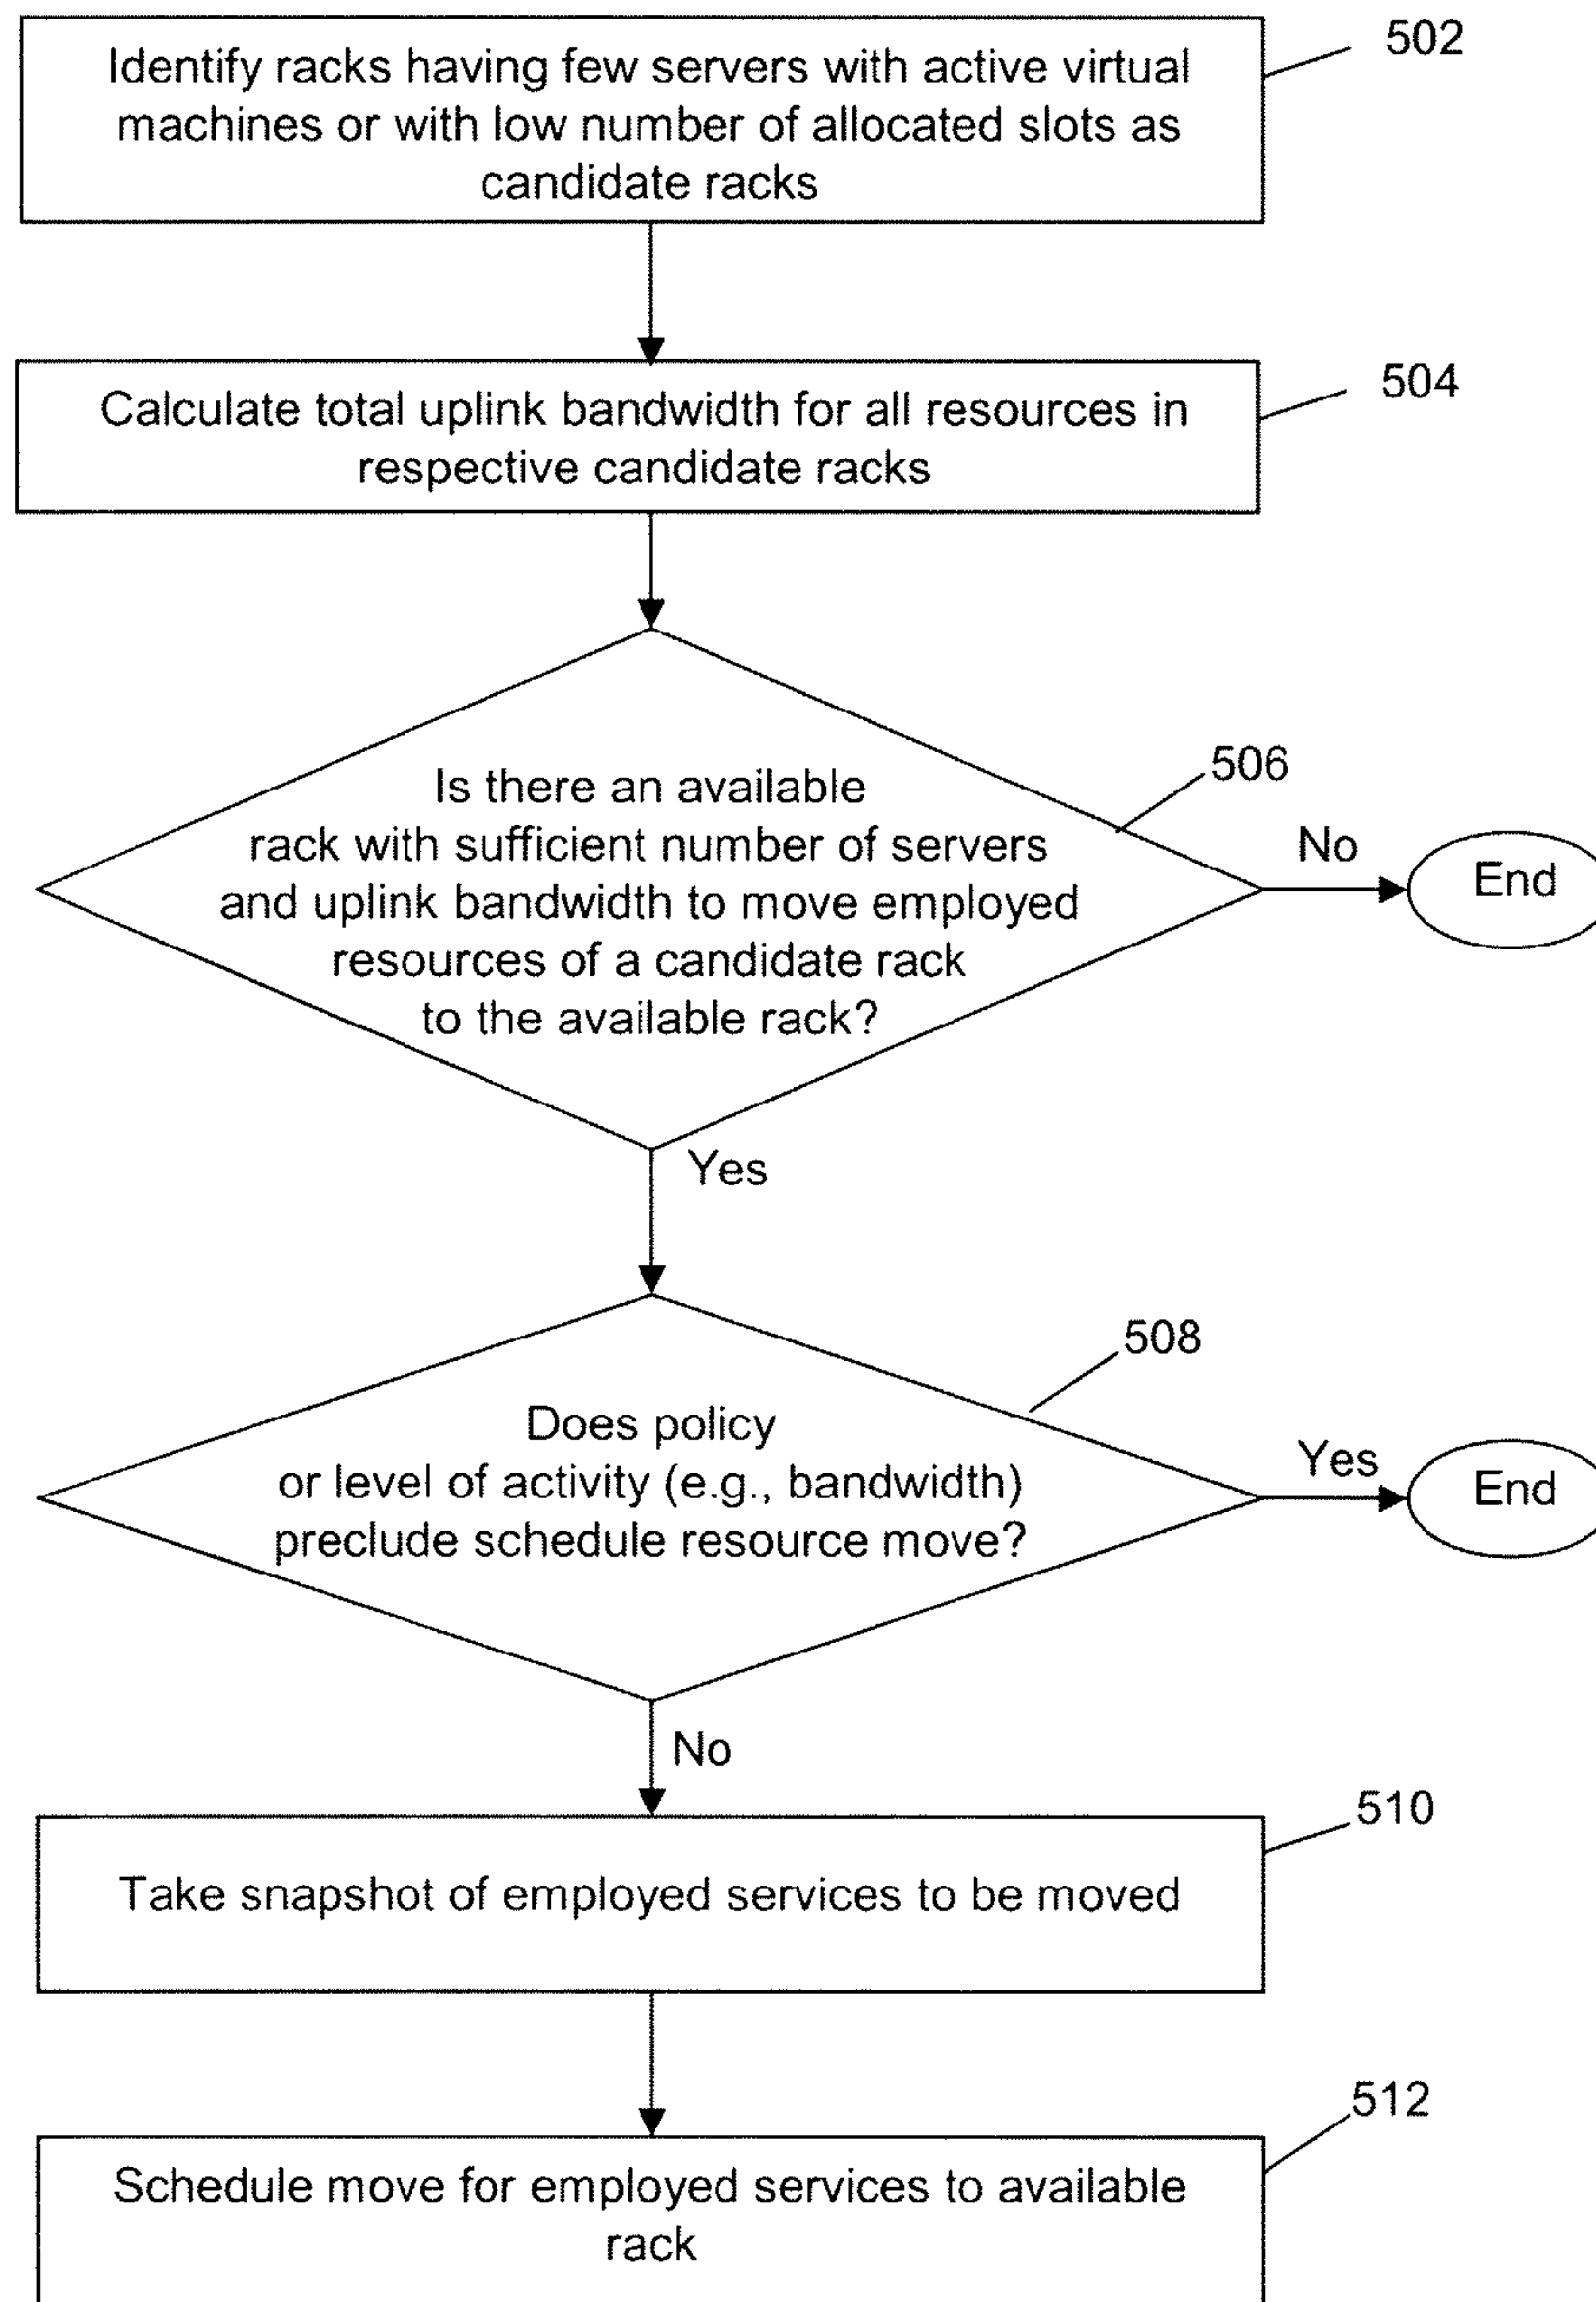 502
Identify racks having few servers with active virtual
machines or with low number of allocated slots as
candidate racks
504
Calculate total uplink bandwidth for all resources in
respective candidate racks
506
Is there an available
rack with sufficient number of servers
and uplink bandwidth to move employed
resources of a candidate rack
to the available rack?
No
End
Yes
508
Does policy
or level of activity (e.g., bandwidth)
preclude schedule resource move?
Yes
End
No
510
Take snapshot of employed services to be moved
512
Schedule move for employed services to available
rack